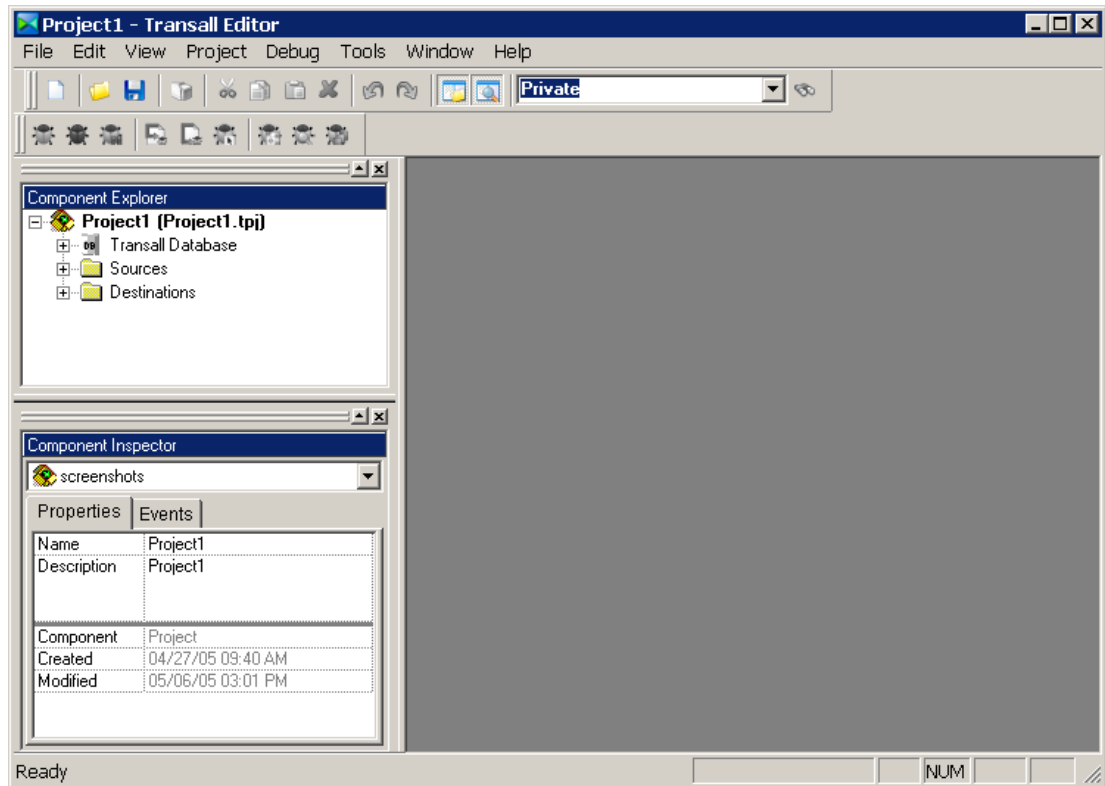 Project1 - Transall Editor
File Edit View Project Debug Tools Window Help
Private
Component Explorer
Project1 (Project1.tpj)
DB Transall Database
Sources
Destinations
Component Inspector
screenshots
Properties Events
Name Project1
Description Project1
Component Project
Created 04/27/05 09:40 AM
Modified 05/06/05 03:01 PM
Ready NUM